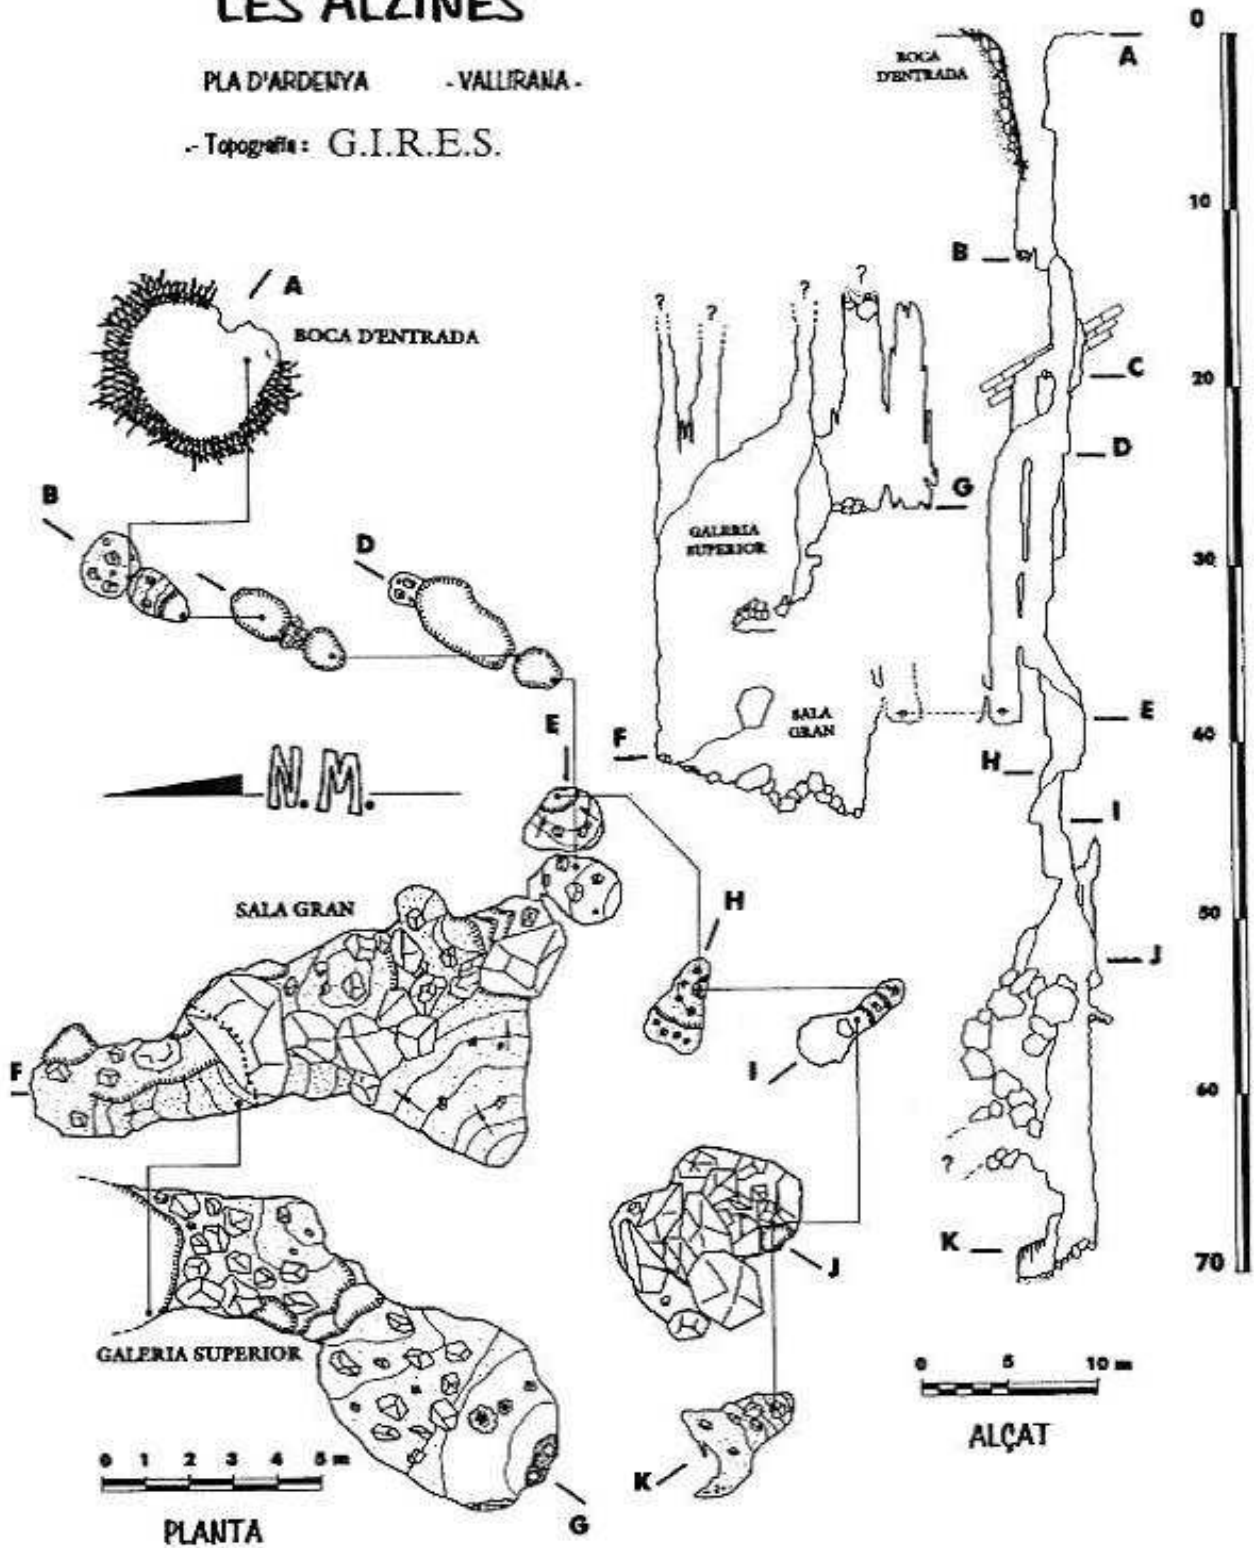 LES ALZINES
PLA D'ARDENYA - VALLIRANA -
.- Topografia: G.I.R.E.S.
A
BOCA D'ENTRADA
B
D
E
N.M.
SALA GRAN
F
H
I
J
GALERIA SUPERIOR
K
G
0 1 2 3 4 5 m
PLANTA
BOCA
D'ENTRADA
A
B
C
D
? ? ? ?
G
GALERIA
SUPERIOR
SALA
GRAN
F
E
H
I
J
?
K
0
10
20
30
40
50
60
70
0 5 10 m
ALÇAT